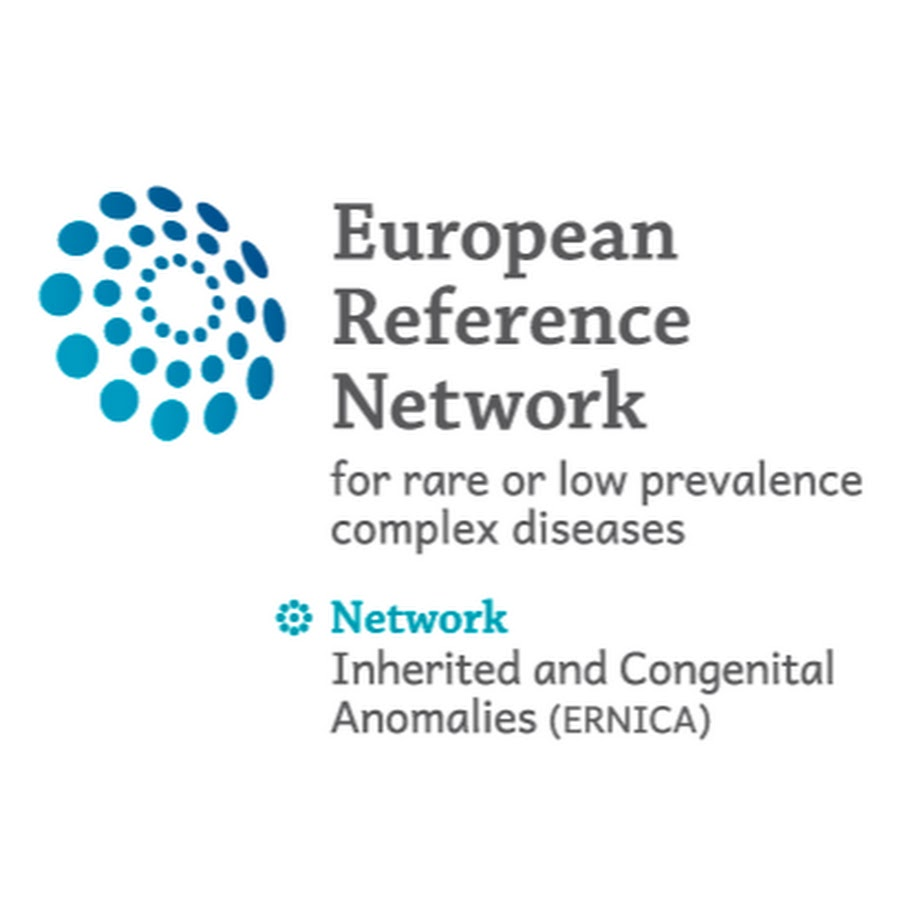 European
Reference
Network
for rare or low prevalence
complex diseases
Network
Inherited and Congenital
Anomalies (ERNICA)